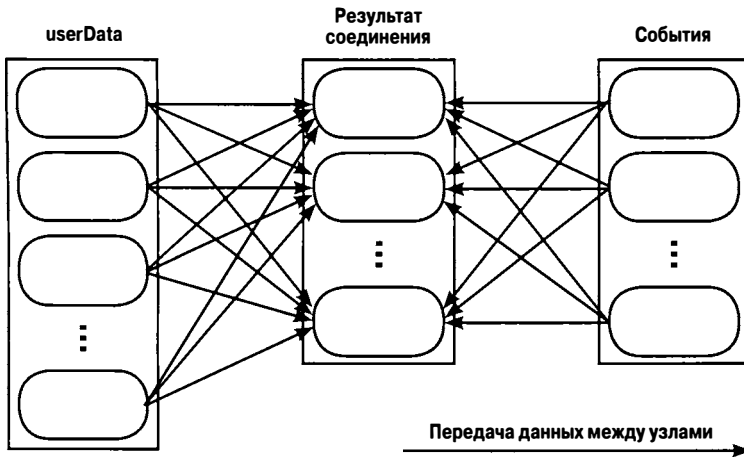 userData
Результат
соединения
События
Передача данных между узлами